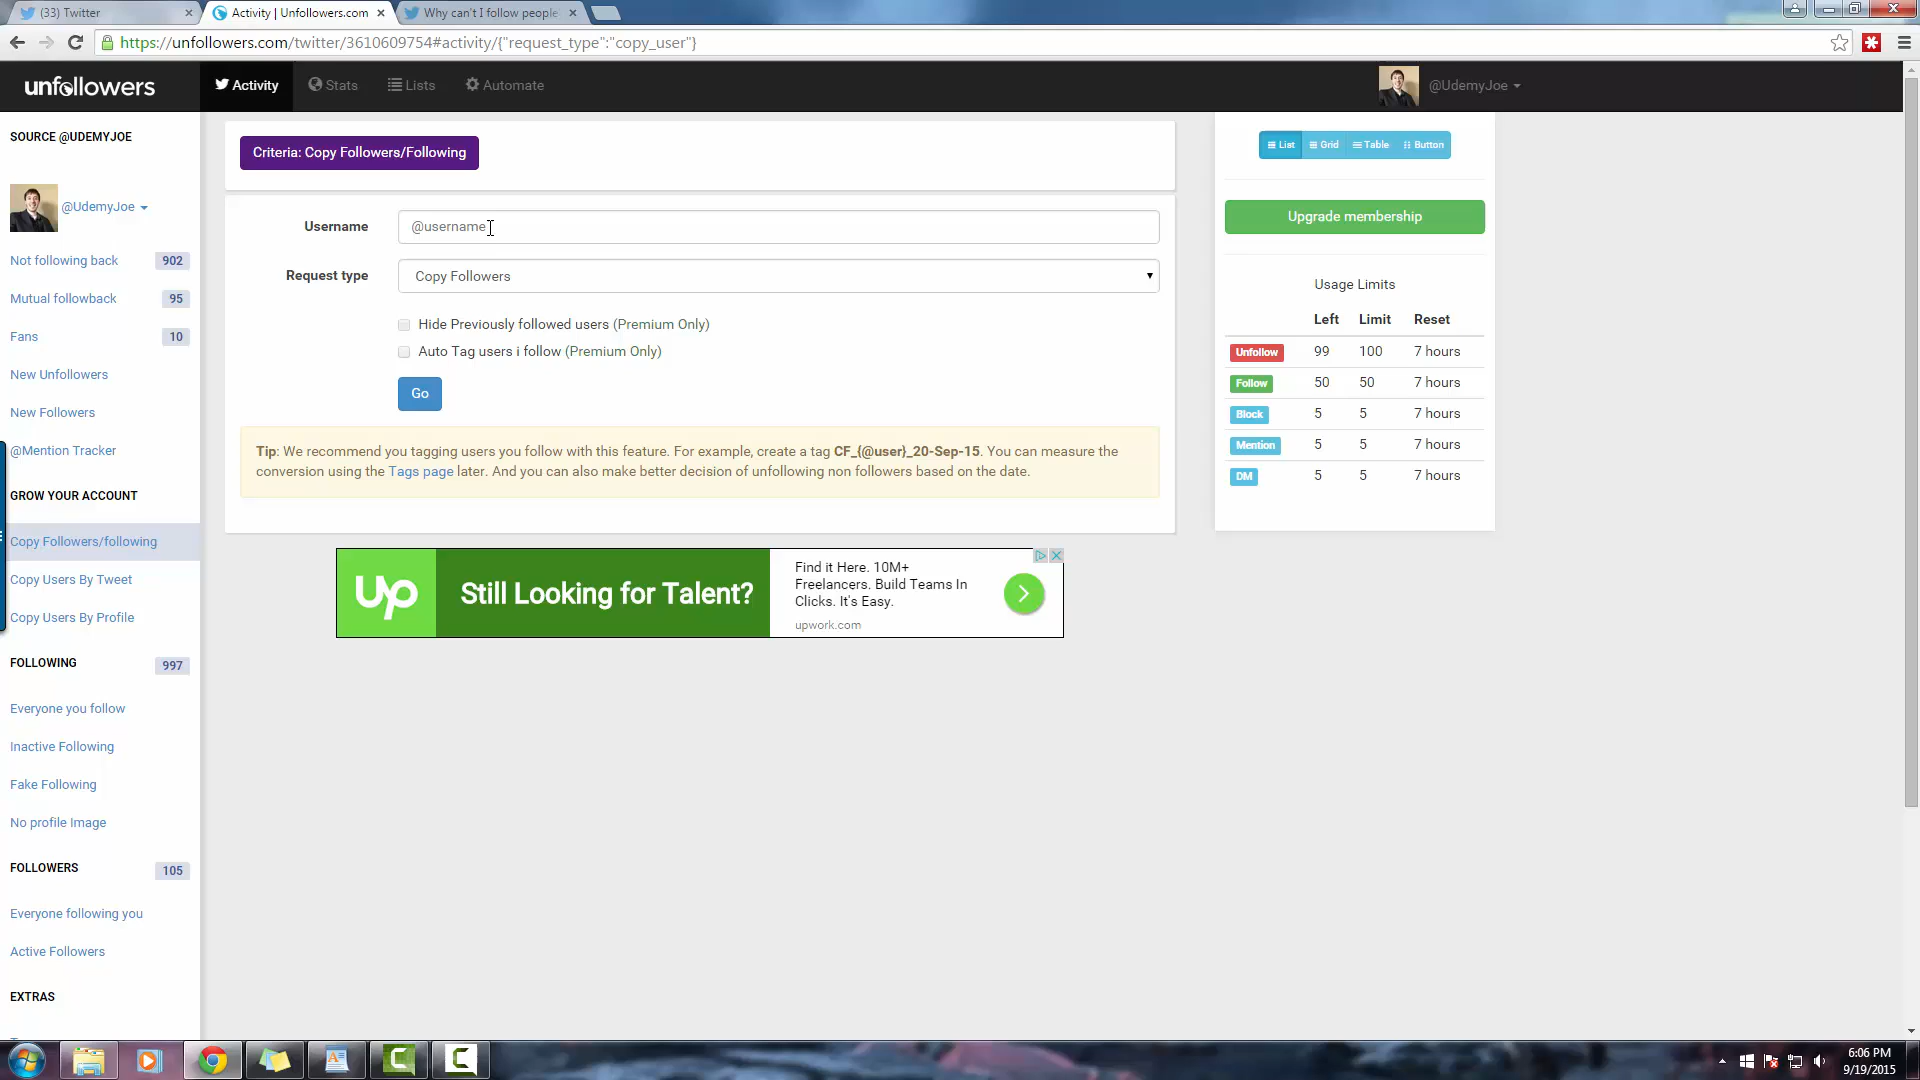 (33) Twitter
Activity | Unfollowers.com
Why can't I follow people
https://unfollowers.com/twitter/3610609754#activity/{"request_type":"copy_user"}
unfollowers
Activity
Stats
Lists
Automate
@UdemyJoe
SOURCE @UDEMYJOE
@UdemyJoe
Not following back 902
Mutual followback 95
Fans 10
New Unfollowers
New Followers
@Mention Tracker
GROW YOUR ACCOUNT
Copy Followers/following
Copy Users By Tweet
Copy Users By Profile
FOLLOWING 997
Everyone you follow
Inactive Following
Fake Following
No profile Image
FOLLOWERS 105
Everyone following you
Active Followers
EXTRAS
Criteria: Copy Followers/Following
Username @username
Request type Copy Followers
Hide Previously followed users (Premium Only)
Auto Tag users i follow (Premium Only)
Go
Tip: We recommend you tagging users you follow with this feature. For example, create a tag CF_{@user}_20-Sep-15. You can measure the
conversion using the Tags page later. And you can also make better decision of unfollowing non followers based on the date.
Up
Still Looking for Talent?
Find it Here. 10M+
Freelancers. Build Teams In
Clicks. It's Easy.
upwork.com
List Grid Table Button
Upgrade membership
Usage Limits
Left Limit Reset
Unfollow 99 100 7 hours
Follow 50 50 7 hours
Block 5 5 7 hours
Mention 5 5 7 hours
DM 5 5 7 hours
6:06 PM
9/19/2015